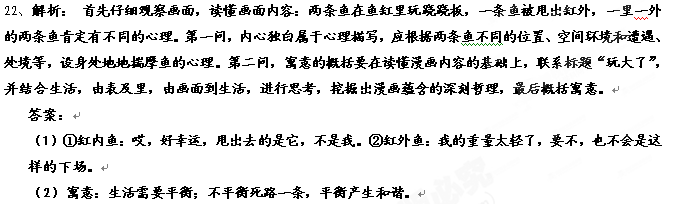 22、解析： 首先仔细观察画面，读懂画面内容：两条鱼在鱼缸里玩跷跷板，一条鱼被甩出缸外，一里一外
的两条鱼肯定有不同的心理。第一问，内心独白属于心理描写，应根据两条鱼不同的位置、空间环境和遭遇、
处境等，设身处地地揣摩鱼的心理。第二问，寓意的概括要在读懂漫画内容的基础上，联系标题“玩大了”，
并结合生活，由表及里，由画面到生活，进行思考，挖掘出漫画蕴含的深刻哲理，最后概括寓意。
答案：
（1）①缸内鱼：哎，好幸运，甩出去的是它，不是我。②缸外鱼：我的重量太轻了，要不，也不会是这
样的下场。
（2）寓意：生活需要平衡；不平衡死路一条，平衡产生和谐。